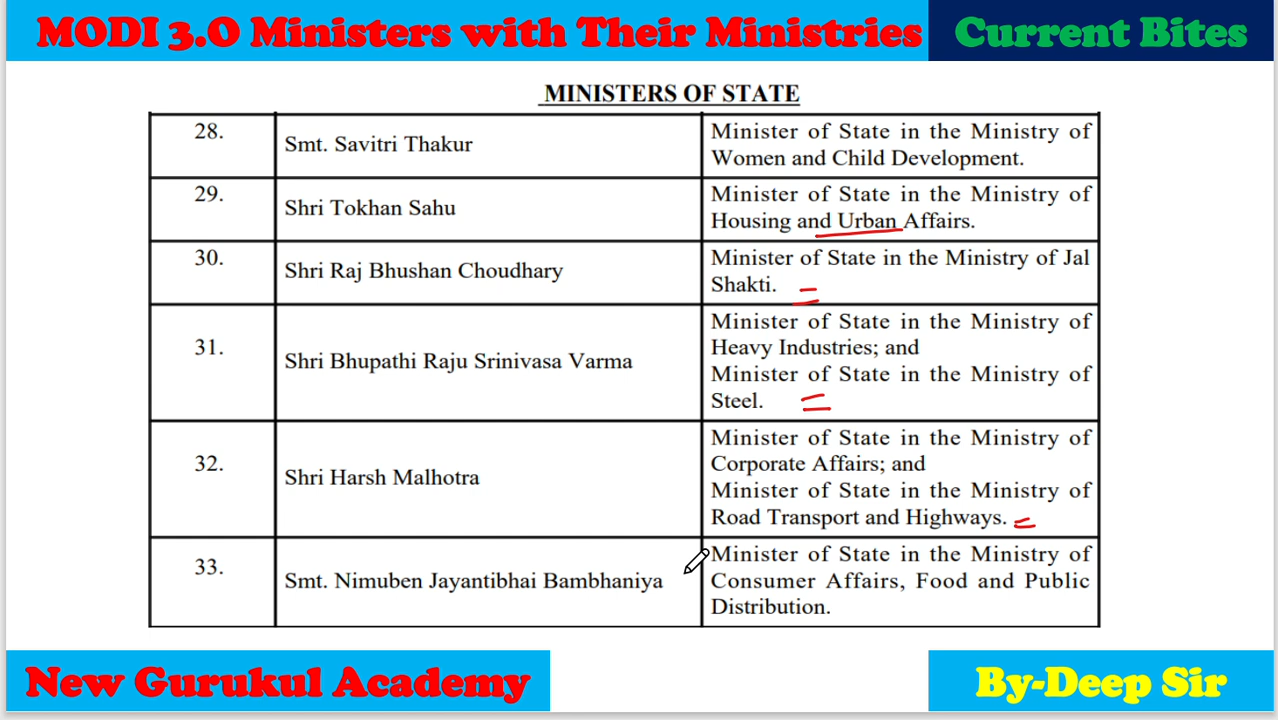 MODI 3.0 Ministers with Their Ministries
Current Bites
MINISTERS OF STATE
28.
Smt. Savitri Thakur
Minister of State in the Ministry of
Women and Child Development.
29.
Shri Tokhan Sahu
Minister of State in the Ministry of
Housing and Urban Affairs.
30.
Shri Raj Bhushan Choudhary
Minister of State in the Ministry of Jal
Shakti.
31.
Shri Bhupathi Raju Srinivasa Varma
Minister of State in the Ministry of
Heavy Industries; and
Minister of State in the Ministry of
Steel.
32.
Shri Harsh Malhotra
Minister of State in the Ministry of
Corporate Affairs; and
Minister of State in the Ministry of
Road Transport and Highways.
33.
Smt. Nimuben Jayantibhai Bambhaniya
Minister of State in the Ministry of
Consumer Affairs, Food and Public
Distribution.
New Gurukul Academy
By-Deep Sir